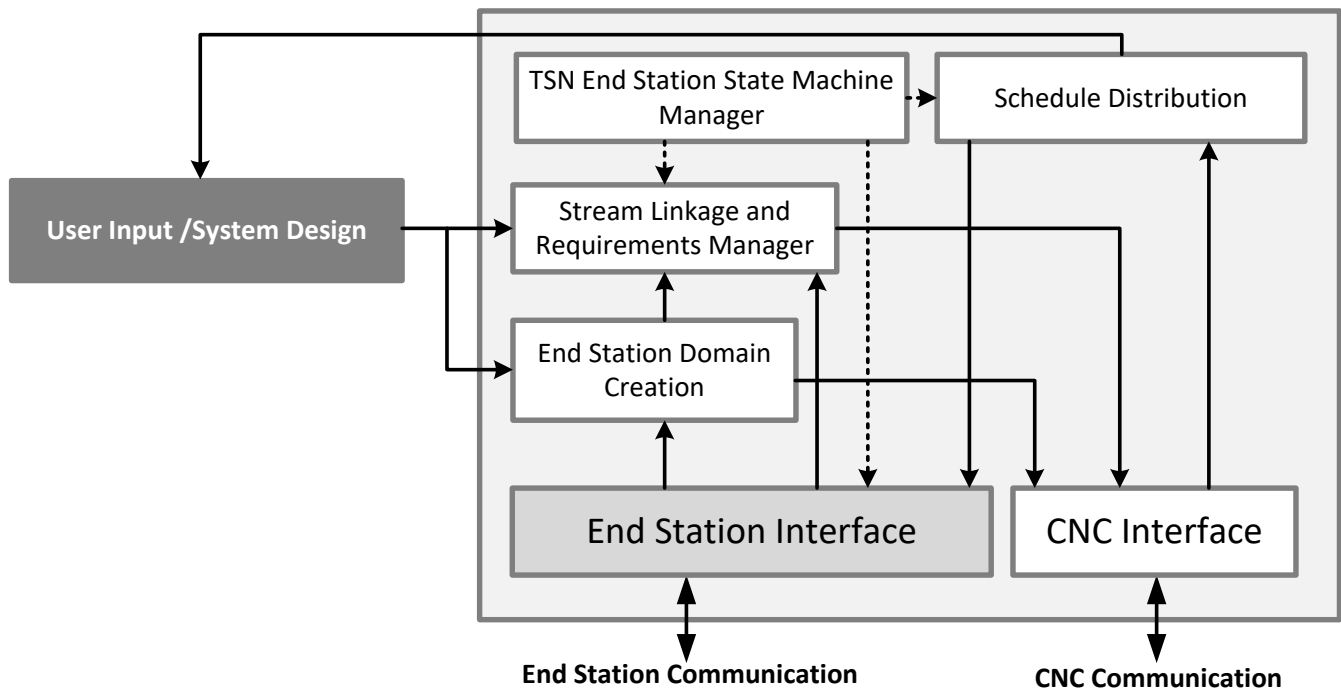 TSN End Station State Machine
Manager
Schedule Distribution
User Input /System Design
Stream Linkage and
Requirements Manager
End Station Domain
Creation
End Station Interface
CNC Interface
End Station Communication
CNC Communication